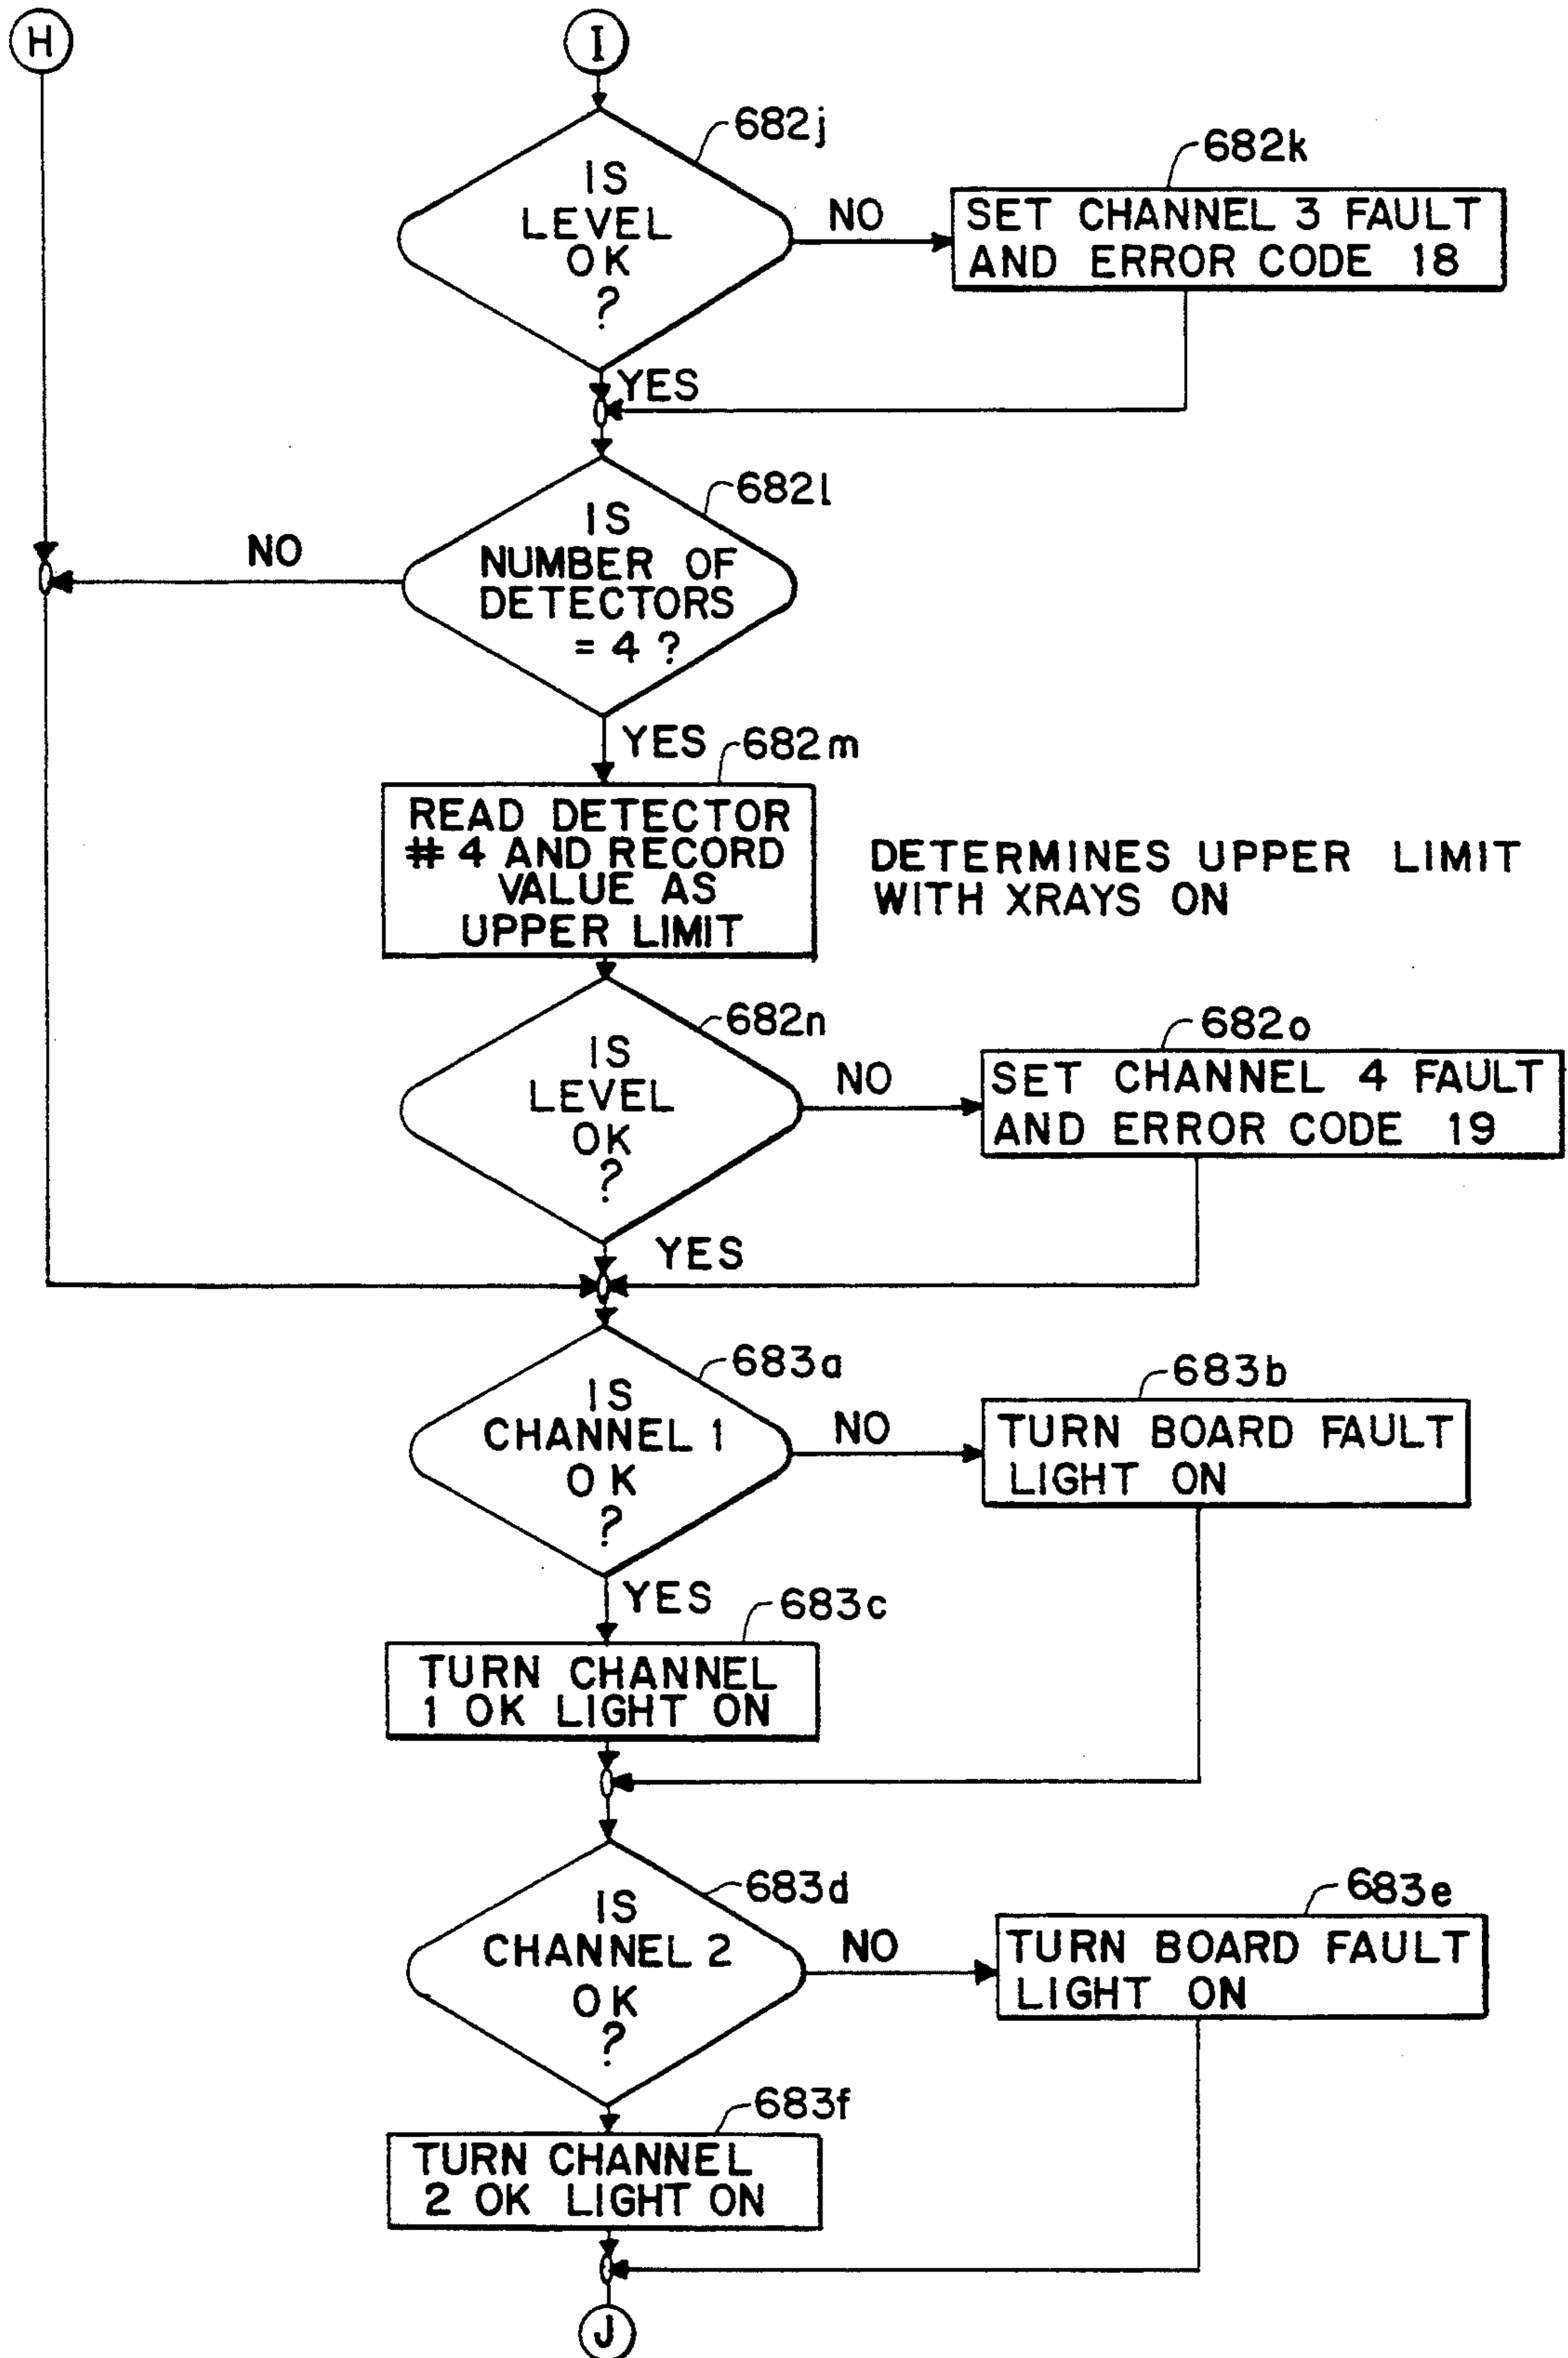 H
I
682j
IS
LEVEL
OK
?
NO
682k
SET CHANNEL 3 FAULT
AND ERROR CODE 18
YES
682l
IS
NUMBER OF
DETECTORS
= 4 ?
NO
YES
682m
READ DETECTOR
# 4 AND RECORD
VALUE AS
UPPER LIMIT
DETERMINES UPPER LIMIT
WITH XRAYS ON
682n
IS
LEVEL
OK
?
NO
682o
SET CHANNEL 4 FAULT
AND ERROR CODE 19
YES
683a
IS
CHANNEL 1
OK
?
NO
683b
TURN BOARD FAULT
LIGHT ON
YES
683c
TURN CHANNEL
1 OK LIGHT ON
683d
IS
CHANNEL 2
OK
?
NO
683e
TURN BOARD FAULT
LIGHT ON
683f
TURN CHANNEL
2 OK LIGHT ON
J